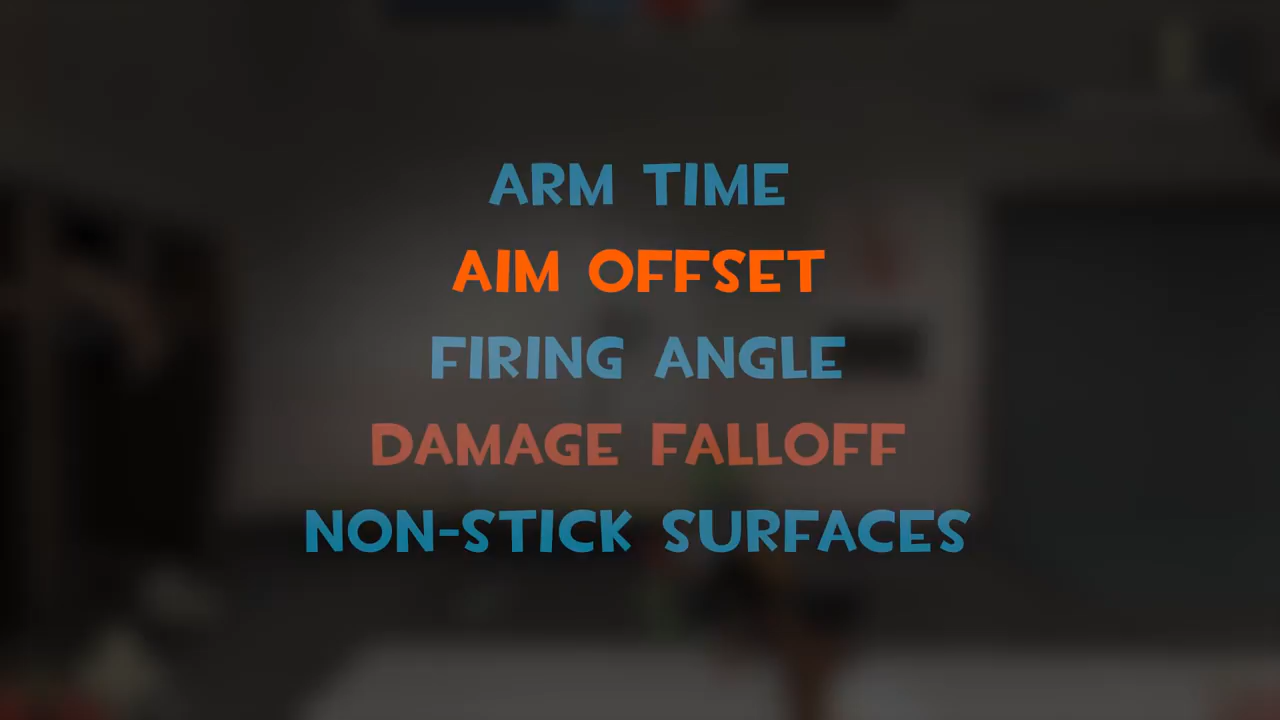 ARM TIME
AIM OFFSET
FIRING ANGLE
DAMAGE FALLOFF
NON-STICK SURFACES